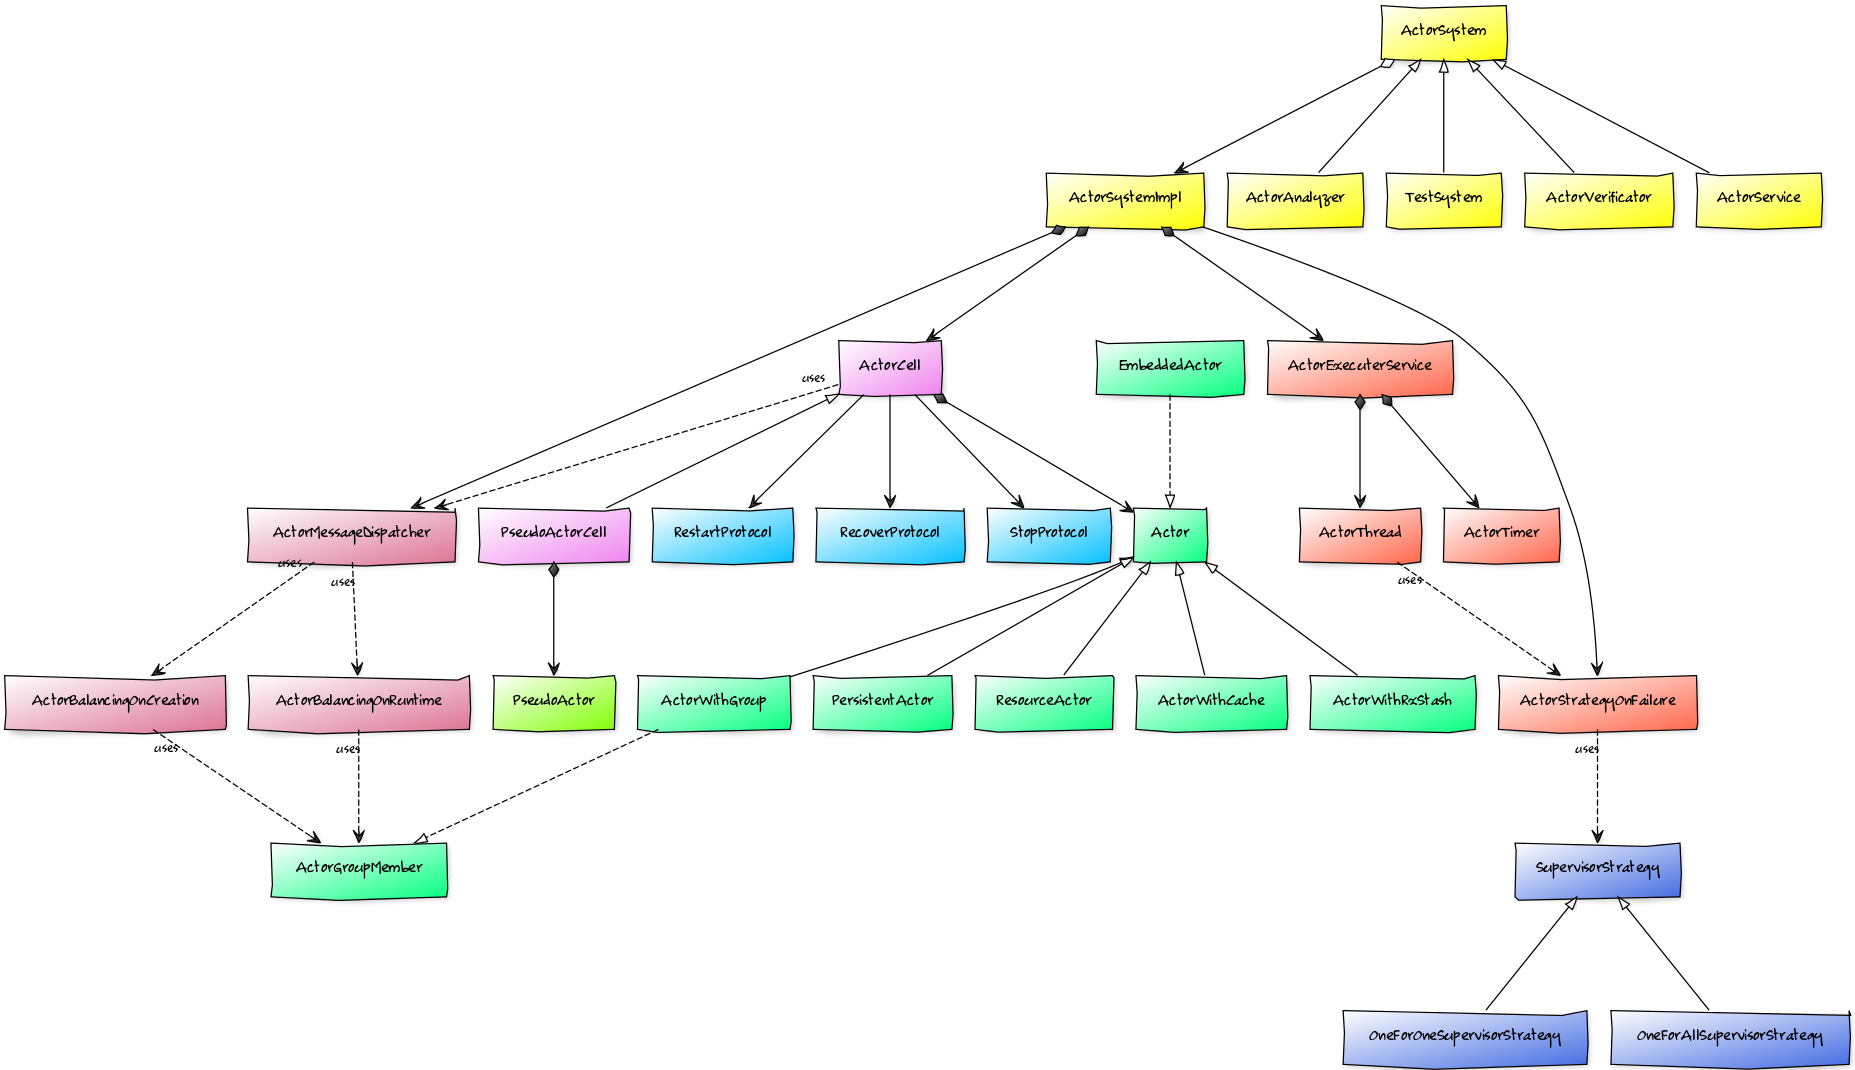 ActorSystem
ActorSystemImpl
ActorAnalyzer
TestSystem
ActorVerificator
ActorService
ActorCell
EmbeddedActor
ActorExecuterService
uses
ActorMessageDispatcher
PseudoActorCell
RestartProtocol
RecoverProtocol
StopProtocol
Actor
ActorThread
ActorTimer
uses
uses
uses
ActorBalancingOnCreation
ActorBalancingOnRuntime
PseudoActor
ActorWithGroup
PersistentActor
ResourceActor
ActorWithCache
ActorWithRxStash
ActorStrategyOnFailure
uses
uses
uses
ActorGroupMember
SupervisorStrategy
OneForOneSupervisorStrategy
OneForAllSupervisorStrategy